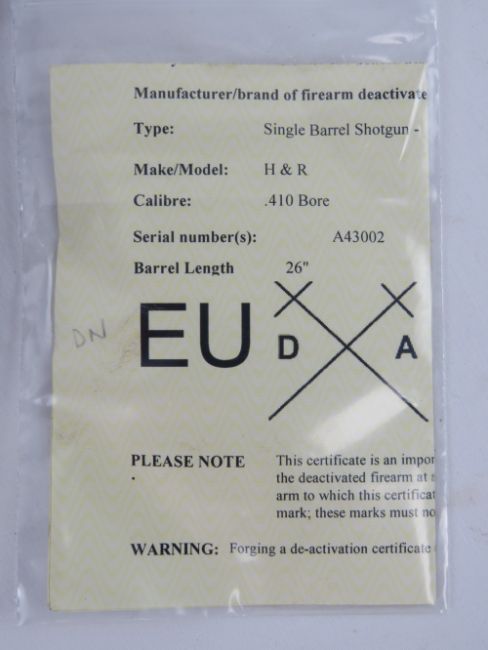 Manufacturer/brand of firearm deactivate
Type: Single Barrel Shotgun -
Make/Model: H & R
Calibre: .410 Bore
Serial number(s): A43002
Barrel Length 26"
DN
EU D A
PLEASE NOTE This certificate is an impor
the deactivated firearm at
arm to which this certificat
mark; these marks must no
WARNING: Forging a de-activation certificate